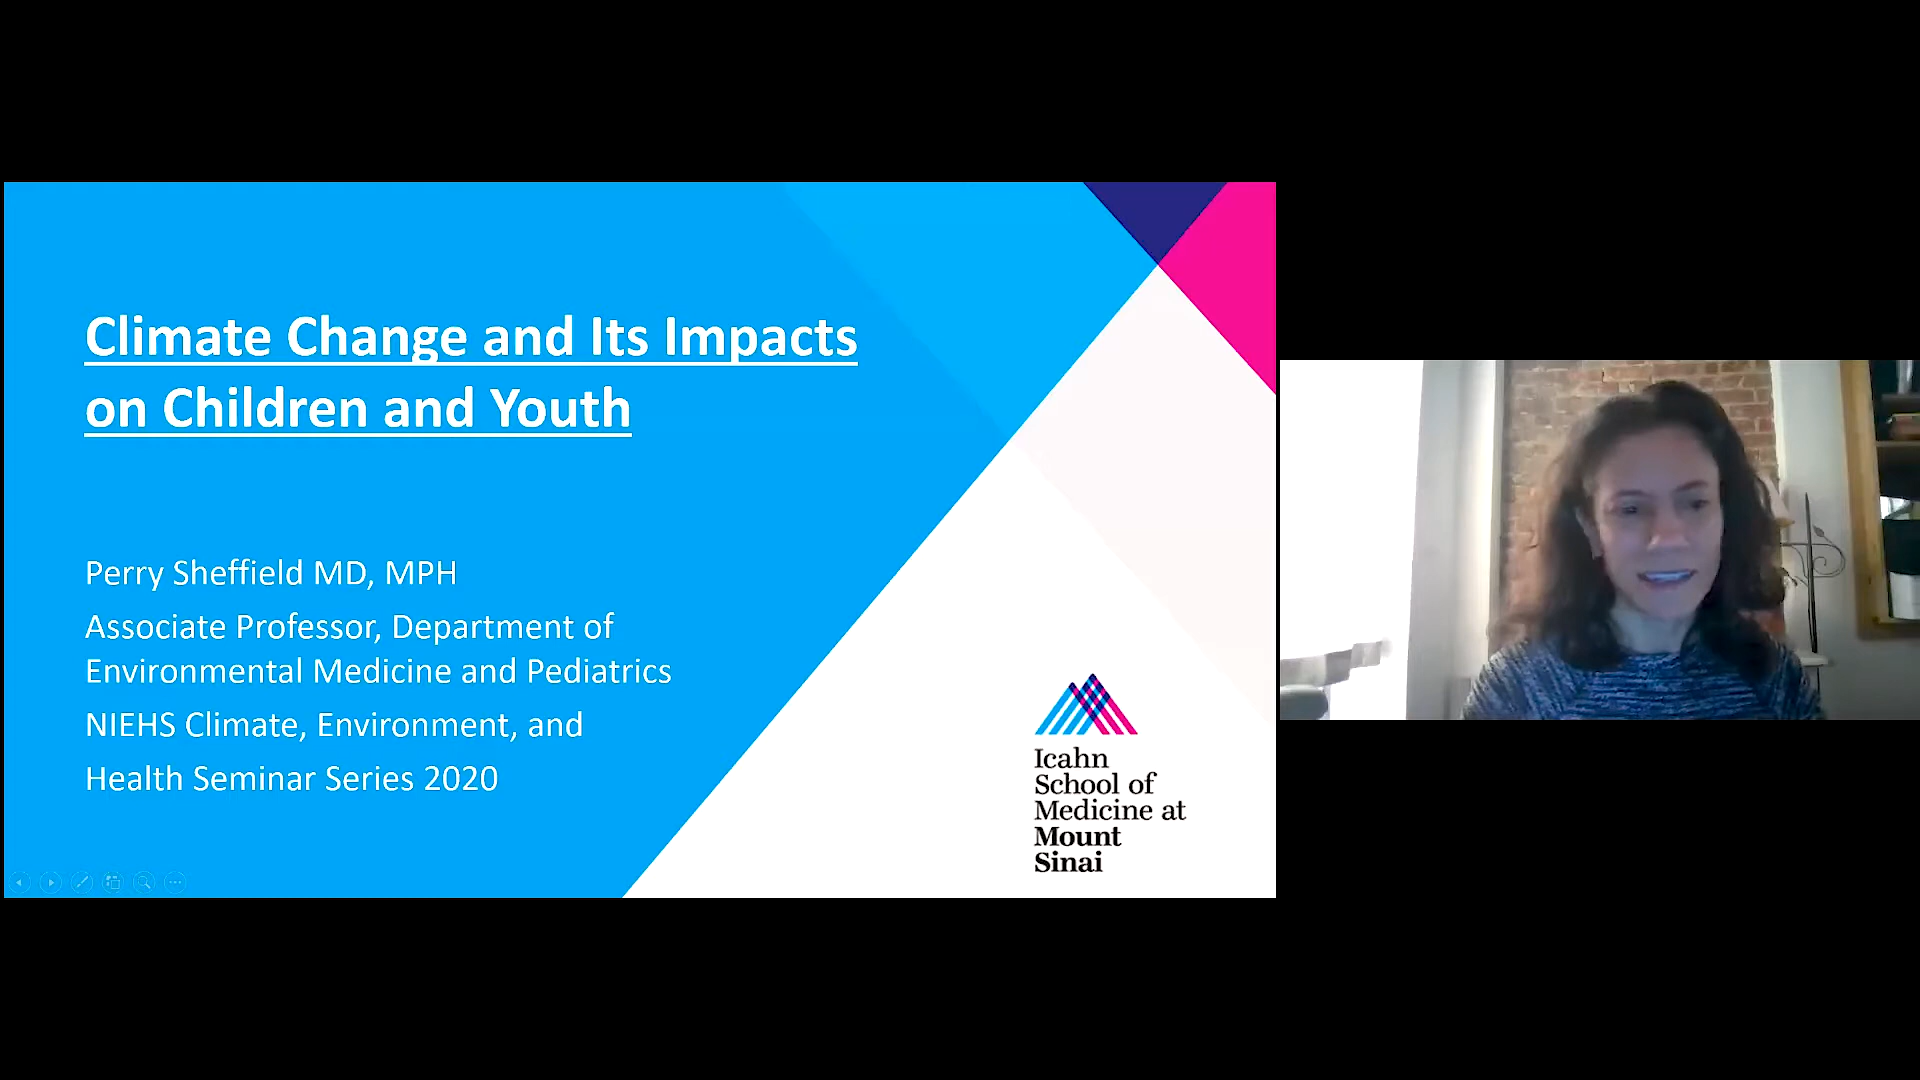 Climate Change and Its Impacts
on Children and Youth
Perry Sheffield MD, MPH
Associate Professor, Department of
Environmental Medicine and Pediatrics
NIEHS Climate, Environment, and
Health Seminar Series 2020
Icahn
School of
Medicine at
Mount
Sinai